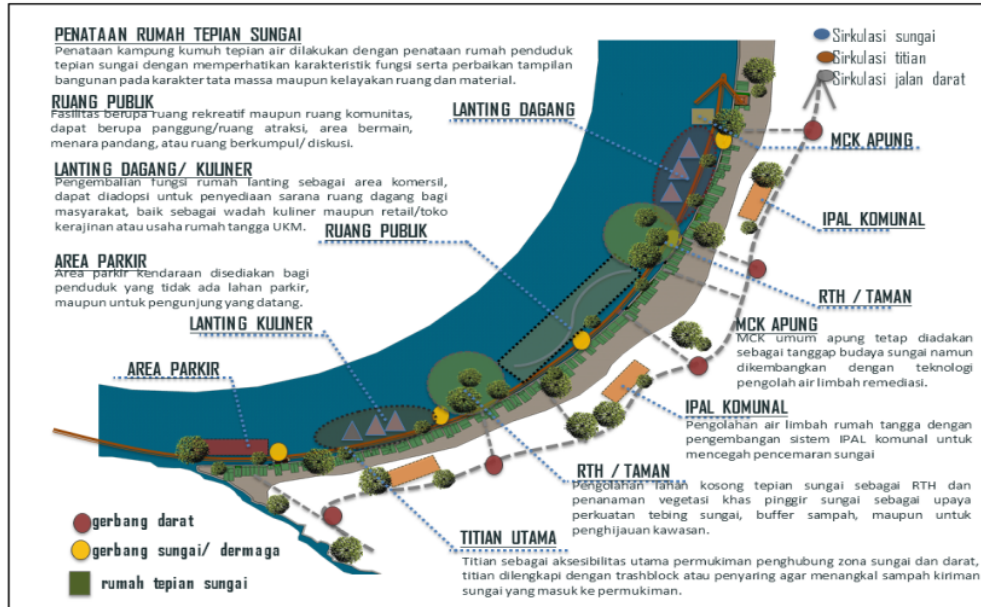 PENATAAN RUMAH TEPIAN SUNGAI
Penataan kampung kumuh tepian air dilakukan dengan penataan rumah penduduk
tepian sungai dengan memperhatikan karakteristik fungsi serta perbaikan tampilan
bangunan pada karakter tata massa maupun kelayakan ruang dan material.
RUANG PUBLIK
Fasilitas berupa ruang rekreatif maupun ruang komunitas,
dapat berupa panggung/ruang atraksi, area bermain,
menara pandang, atau ruang berkumpul/ diskusi.
LANTING DAGANG/ KULINER
Pengembalian fungsi rumah lanting sebagai area komersil,
dapat diadopsi untuk penyediaan sarana ruang dagang bagi
masyarakat, baik sebagai wadah kuliner maupun retail/toko
kerajinan atau usaha rumah tangga UKM.
AREA PARKIR
Area parkir kendaraan disediakan bagi
penduduk yang tidak ada lahan parkir,
maupun untuk pengunjung yang datang.
Sirkulasi sungai
Sirkulasi titian
Sirkulasi jalan darat
LANTING DAGANG
MCK APUNG
IPAL KOMUNAL
RUANG PUBLIK
RTH / TAMAN
LANTING KULINER
AREA PARKIR
MCK APUNG
MCK umum apung tetap diadakan
sebagai tanggap budaya sungai namun
dikembangkan dengan teknologi
pengolah air limbah remediasi.
IPAL KOMUNAL
Pengolahan air limbah rumah tangga dengan
pengembangan sistem IPAL komunal untuk
mencegah pencemaran sungai
RTH / TAMAN
Pengolahan lahan kosong tepian sungai sebagai RTH dan
penanaman vegetasi khas pinggir sungai sebagai upaya
perkuatan tebing sungai, buffer sampah, maupun untuk
penghijauan kawasan.
TITIAN UTAMA
Titian sebagai aksesibilitas utama permukiman penghubung zona sungai dan darat,
titian dilengkapi dengan trashblock atau penyaring agar menangkal sampah kiriman
sungai yang masuk ke permukiman.
gerbang darat
gerbang sungai/ dermaga
rumah tepian sungai